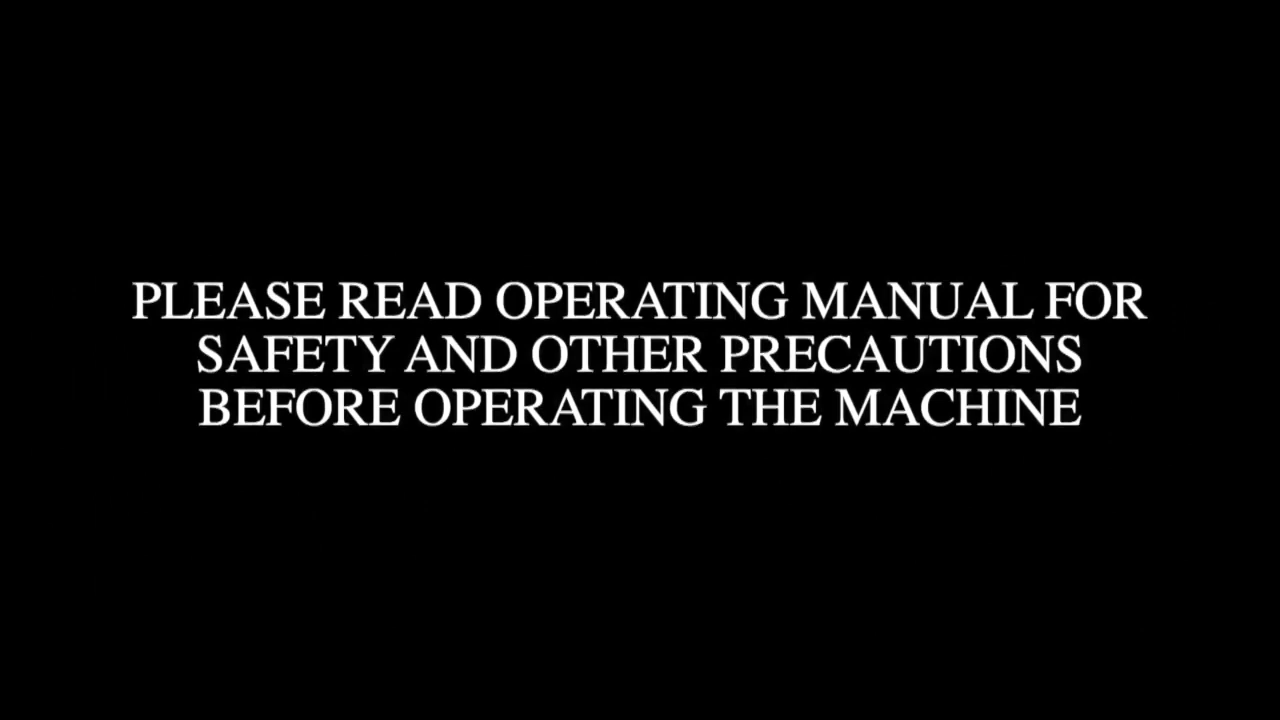 PLEASE READ OPERATING MANUAL FOR
SAFETY AND OTHER PRECAUTIONS
BEFORE OPERATING THE MACHINE